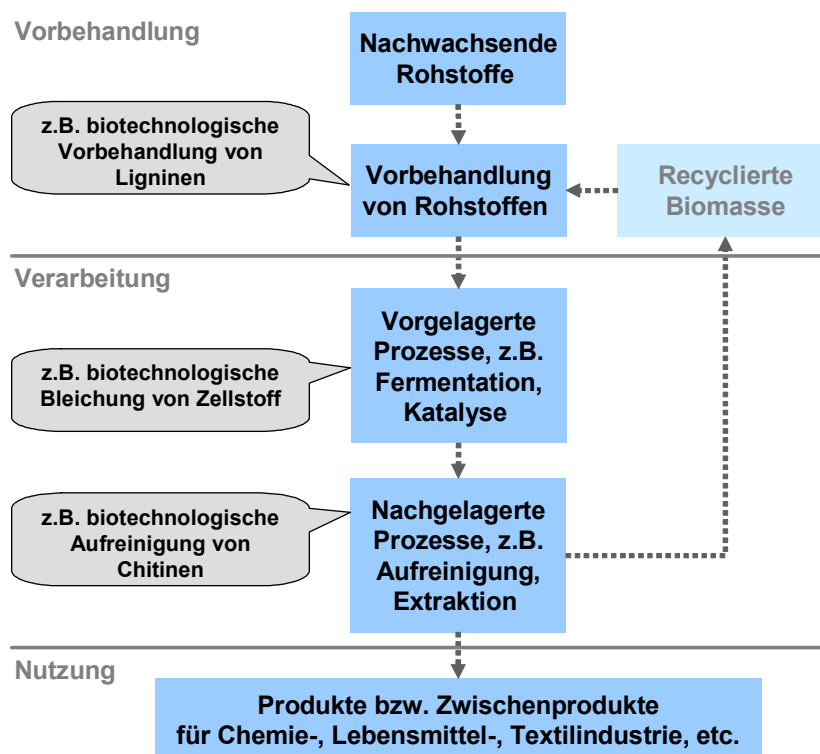 Vorbehandlung
Nachwachsende
Rohstoffe
z.B. biotechnologische
Vorbehandlung von
Ligninen
Vorbehandlung
von Rohstoffen
Recyclierte
Biomasse
Verarbeitung
Vorgelagerte
Prozesse, z.B.
Fermentation,
Katalyse
z.B. biotechnologische
Bleichung von Zellstoff
z.B. biotechnologische
Aufreinigung von
Chitinen
Nachgelagerte
Prozesse, z.B.
Aufreinigung,
Extraktion
Nutzung
Produkte bzw. Zwischenprodukte
für Chemie-, Lebensmittel-, Textilindustrie, etc.